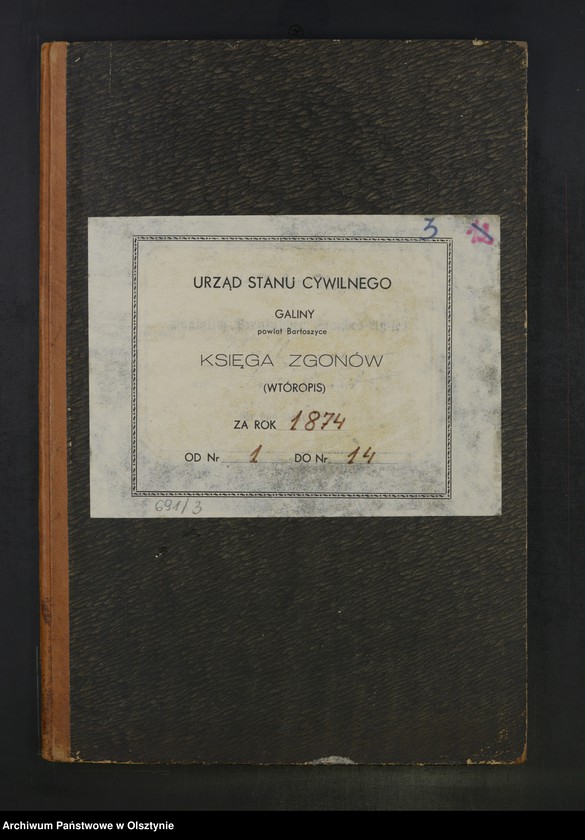 3
URZĄD STANU CYWILNEGO
GALINY
powiat Bartoszyce
KSIĘGA ZGONÓW
(WTÓROPIS)
ZA ROK 1874
OD Nr 1 DO Nr 14
691/3
Archiwum Państwowe w Olsztynie